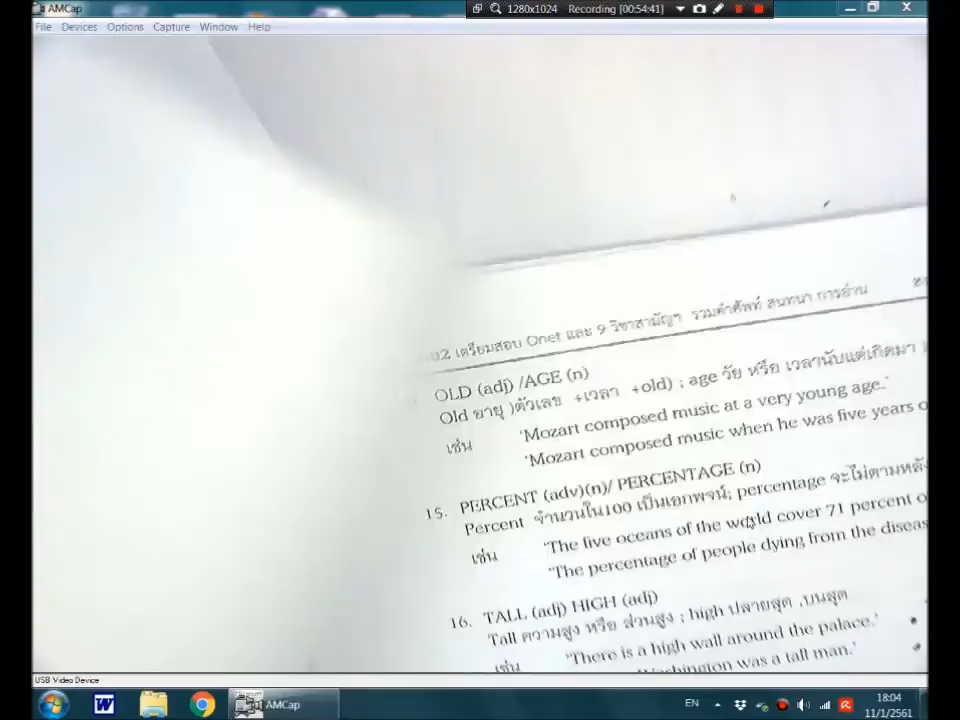 AMCap
1280x1024 Recording [00:54:41]
File Devices Options Capture Window Help
02 เตรียมสอบ Onet และ 9 วิชาสามัญฯ รวมคำศัพท์ สนทนา การอ่าน
OLD (adj) /AGE (n)
Old อายุ )ตัวเลข +เวลา +old) ; age วัย หรือ เวลานับแต่เกิดมา )
เช่น 'Mozart composed music at a very young age.'
'Mozart composed music when he was five years o
15. PERCENT (adv)(n)/ PERCENTAGE (n)
Percent จำนวนใน100 เป็นเอกพจน์; percentage จะไม่ตามหลัง
เช่น 'The five oceans of the world cover 71 percent o
'The percentage of people dying from the diseas
16. TALL (adj) HIGH (adj)
Tall ความสูง หรือ ส่วนสูง ; high ปลายสุด ,บนสุด
เช่น 'There is a high wall around the palace.'
Washington was a tall man.'
USB Video Device
AMCap
EN
18:04
11/1/2561